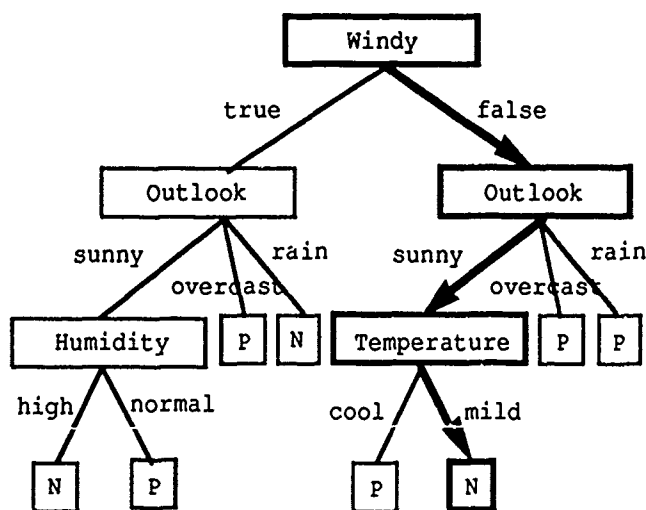 Windy
true false
Outlook Outlook
sunny overcast rain sunny overcast rain
Humidity P N Temperature P P
high normal cool mild
N P P N